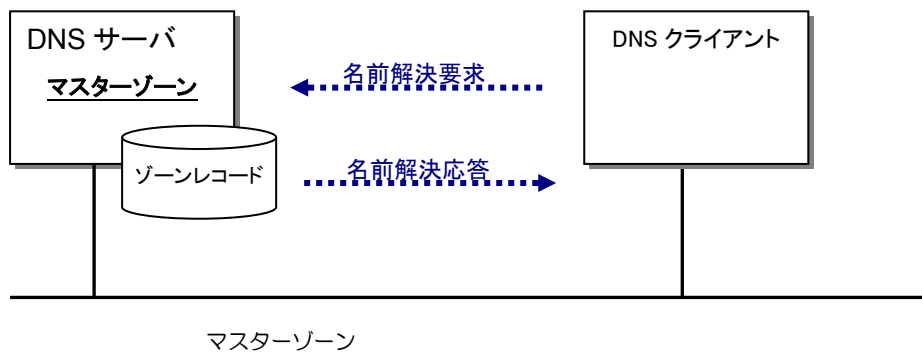 DNS サーバ
マスターゾーン
ゾーンレコード
名前解決要求
名前解決応答
DNS クライアント
マスターゾーン